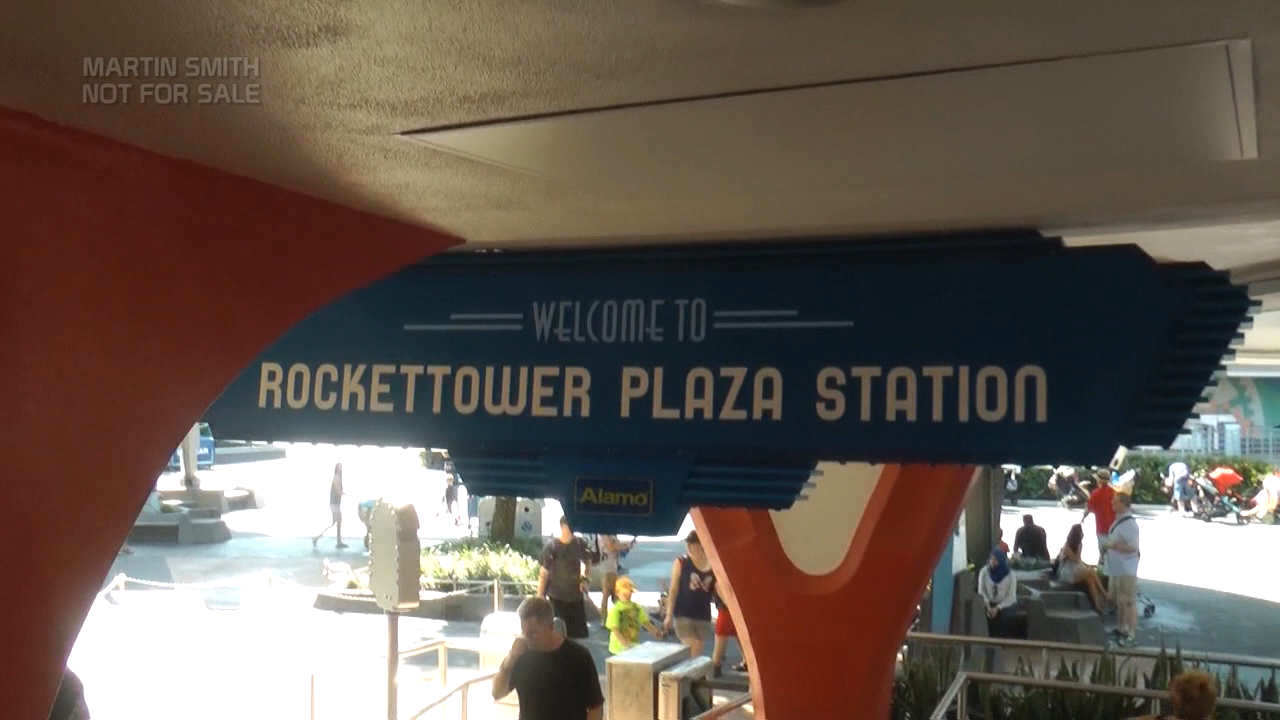 MARTIN SMITH
NOT FOR SALE
WELCOME TO
ROCKETTOWER PLAZA STATION
Alamo